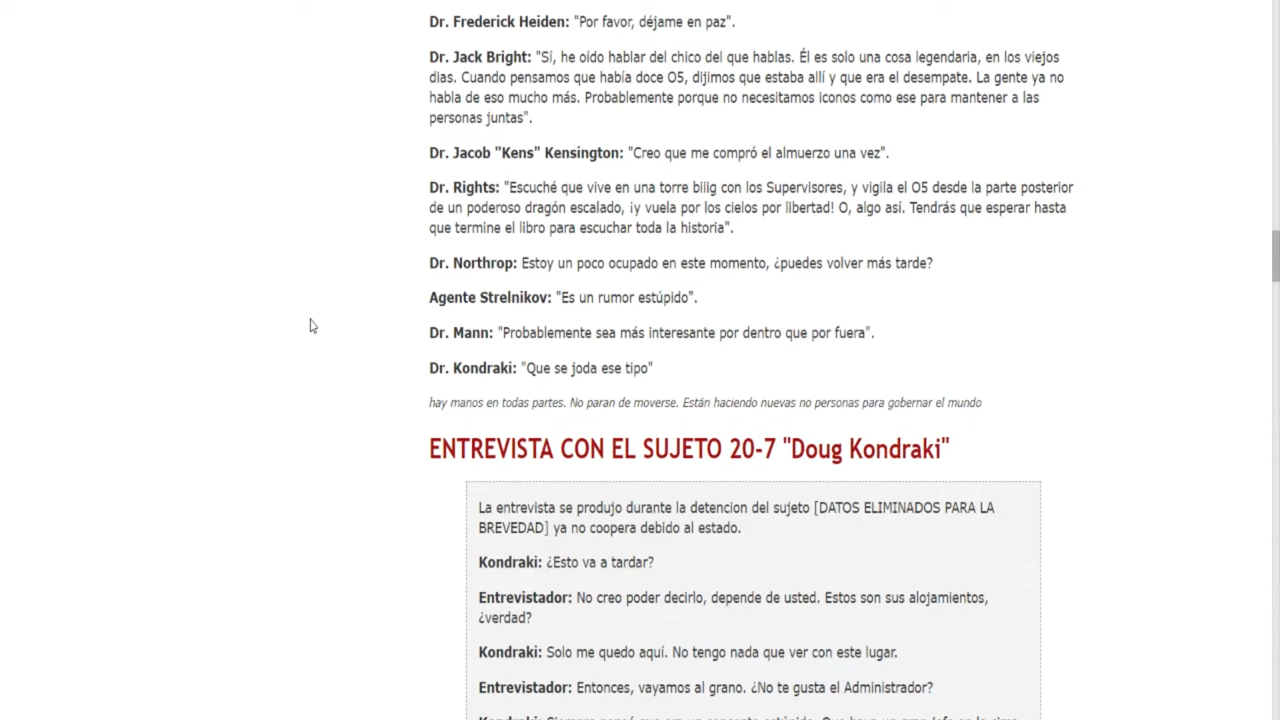 Dr. Frederick Heiden: "Por favor, déjame en paz".
Dr. Jack Bright: "Sí, he oído hablar del chico del que hablas. Él es solo una cosa legendaria, en los viejos
dias. Cuando pensamos que había doce O5, dijimos que estaba allí y que era el desempate. La gente ya no
habla de eso mucho más. Probablemente porque no necesitamos iconos como ese para mantener a las
personas juntas".
Dr. Jacob "Kens" Kensington: "Creo que me compró el almuerzo una vez".
Dr. Rights: "Escuché que vive en una torre biiig con los Supervisores, y vigila el O5 desde la parte posterior
de un poderoso dragón escalado, ¡y vuela por los cielos por libertad! O, algo así. Tendrás que esperar hasta
que termine el libro para escuchar toda la historia".
Dr. Northrop: Estoy un poco ocupado en este momento, ¿puedes volver más tarde?
Agente Strelnikov: "Es un rumor estúpido".
Dr. Mann: "Probablemente sea más interesante por dentro que por fuera".
Dr. Kondraki: "Que se joda ese tipo"
hay manos en todas partes. No paran de moverse. Están haciendo nuevas no personas para gobernar el mundo
ENTREVISTA CON EL SUJETO 20-7 "Doug Kondraki"
La entrevista se produjo durante la detencion del sujeto [DATOS ELIMINADOS PARA LA
BREVEDAD] ya no coopera debido al estado.
Kondraki: ¿Esto va a tardar?
Entrevistador: No creo poder decirlo, depende de usted. Estos son sus alojamientos,
¿verdad?
Kondraki: Solo me quedo aquí. No tengo nada que ver con este lugar.
Entrevistador: Entonces, vayamos al grano. ¿No te gusta el Administrador?